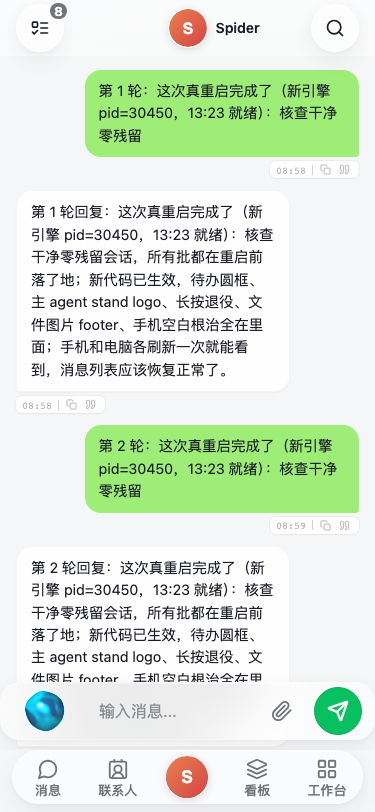 8
S
Spider
第 1 轮：这次真重启完成了（新引擎
pid=30450，13:23 就绪）：核查干净
零残留
08:58
第 1 轮回复：这次真重启完成了（新
引擎 pid=30450，13:23 就绪）：核查
干净零残留会话，所有批都在重启前
落了地；新代码已生效，待办圆框、
主 agent stand logo、长按退役、文
件图片 footer、手机空白根治全在里
面；手机和电脑各刷新一次就能看
到，消息列表应该恢复正常了。
08:58
第 2 轮：这次真重启完成了（新引擎
pid=30450，13:23 就绪）：核查干净
零残留
08:59
第 2 轮回复：这次真重启完成了（新
引擎 pid=30450，13:23 就绪）：核查
干净零残留会话，所有批都在重启前
落了地；新代码已生效，待办圆框、
主 agent stand logo、长按退役、文
件图片 footer、手机空白根治全在里
输入消息...
消息
联系人
S
看板
工作台